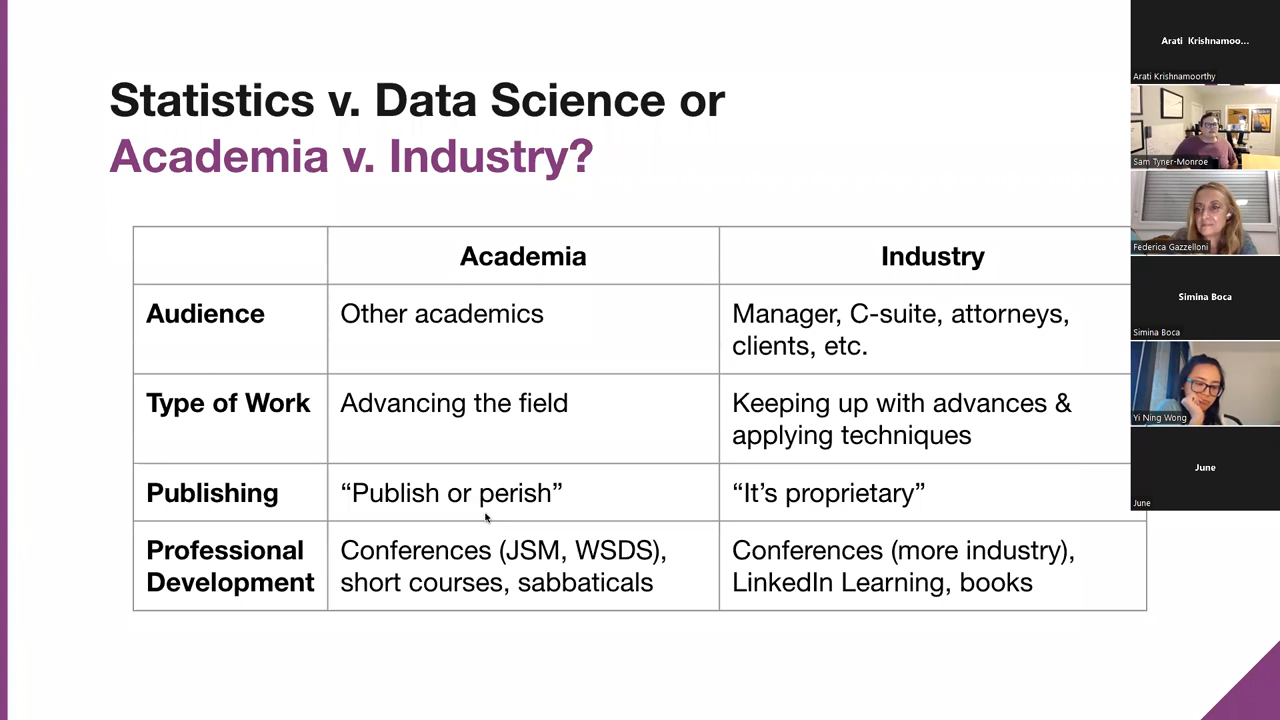 Statistics v. Data Science or
Academia v. Industry?
Academia
Industry
Audience
Other academics
Manager, C-suite, attorneys,
clients, etc.
Type of Work
Advancing the field
Keeping up with advances &
applying techniques
Publishing
“Publish or perish”
“It’s proprietary”
Professional
Development
Conferences (JSM, WSDS),
short courses, sabbaticals
Conferences (more industry),
LinkedIn Learning, books
Arati Krishnamoo...
Arati Krishnamoorthy
Sam Tyner-Monroe
Federica Gazzelloni
Simina Boca
Simina Boca
Yi Ning Wong
June
June